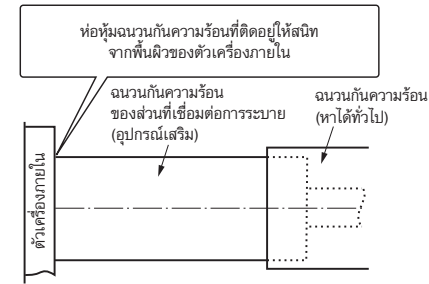 ห่อหุ้มฉนวนกันความร้อนที่ติดอยู่ให้สนิท
จากพื้นผิวของตัวเครื่องภายใน
ฉนวนกันความร้อน
ของส่วนที่เชื่อมต่อการระบาย
(อุปกรณ์เสริม)
ฉนวนกันความร้อน
(หาได้ทั่วไป)
ตัวเครื่องภายใน